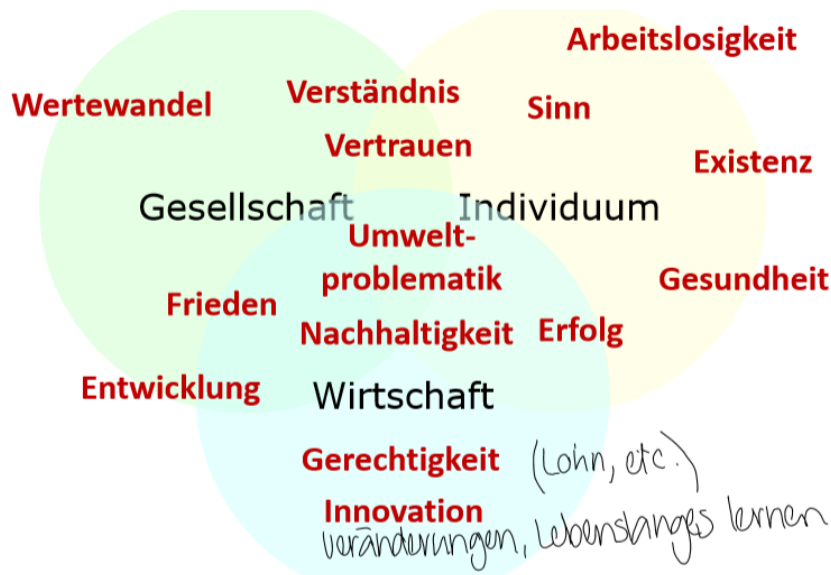 Arbeitslosigkeit
Wertewandel
Verständnis
Sinn
Vertrauen
Existenz
Gesellschaft
Individuum
Umwelt-
problematik
Gesundheit
Frieden
Nachhaltigkeit
Erfolg
Entwicklung
Wirtschaft
Gerechtigkeit (Lohn, etc.)
Innovation
veränderungen, lebenslanges lernen